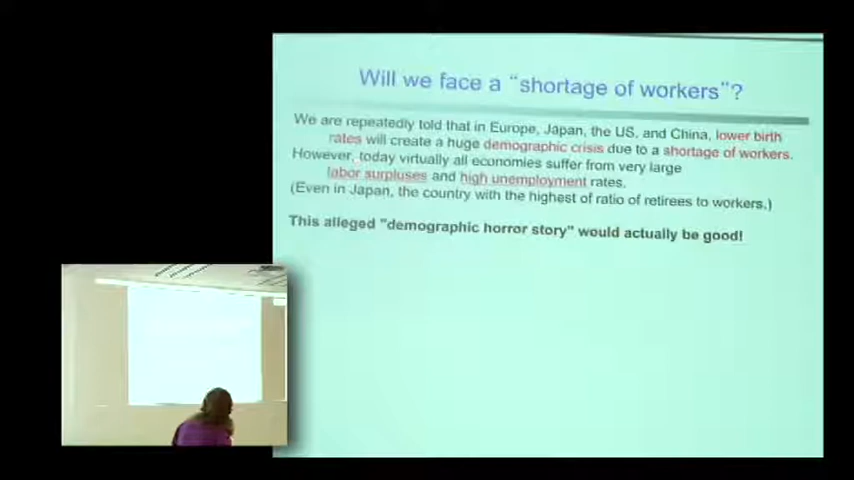 Will we face a “shortage of workers”?
We are repeatedly told that in Europe, Japan, the US, and China, lower birth
rates will create a huge demographic crisis due to a shortage of workers.
However, today virtually all economies suffer from very large
labor surpluses and high unemployment rates.
(Even in Japan, the country with the highest of ratio of retirees to workers.)
This alleged "demographic horror story" would actually be good!